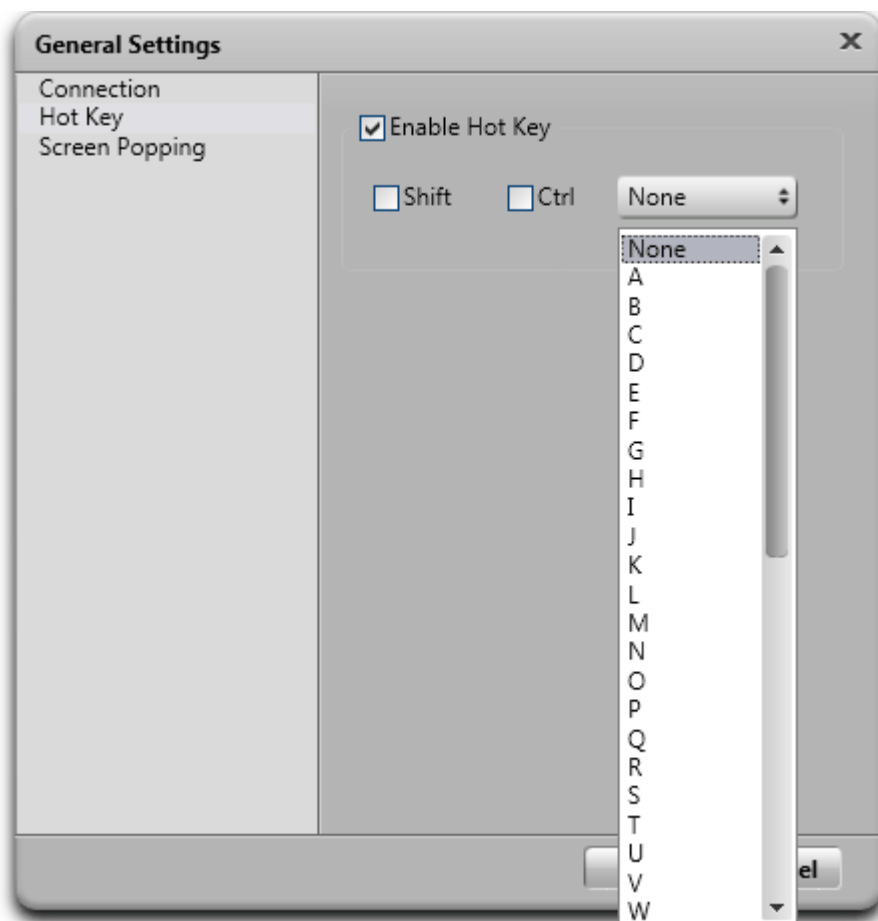 General Settings
Connection
Hot Key
Screen Popping
Enable Hot Key
Shift Ctrl None
None
A
B
C
D
E
F
G
H
I
J
K
L
M
N
O
P
Q
R
S
T
U
V
W
el